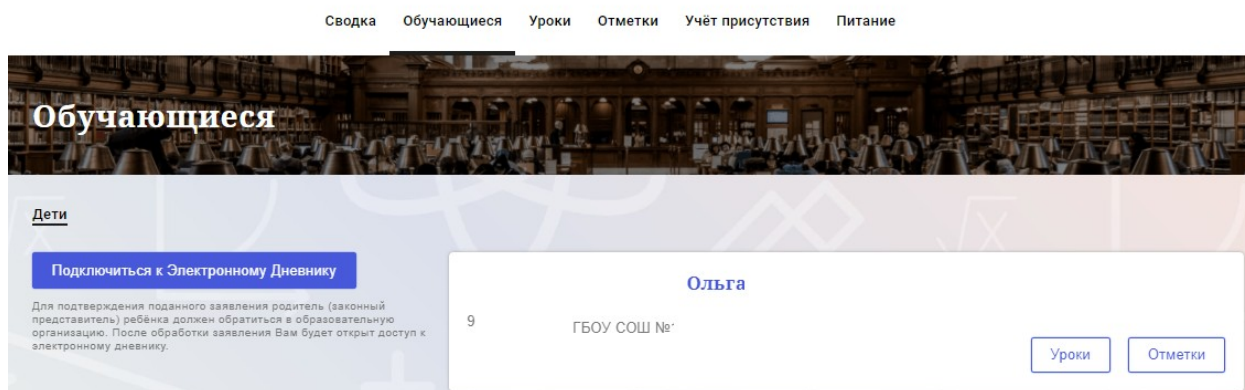 Сводка Обучающиеся Уроки Отметки Учёт присутствия Питание
Обучающиеся
Дети
Подключиться к Электронному Дневнику
Для подтверждения поданного заявления родитель (законный
представитель) ребёнка должен обратиться в образовательную
организацию. После обработки заявления Вам будет открыт доступ к
электронному дневнику.
Ольга
9
ГБОУ СОШ №
Уроки Отметки